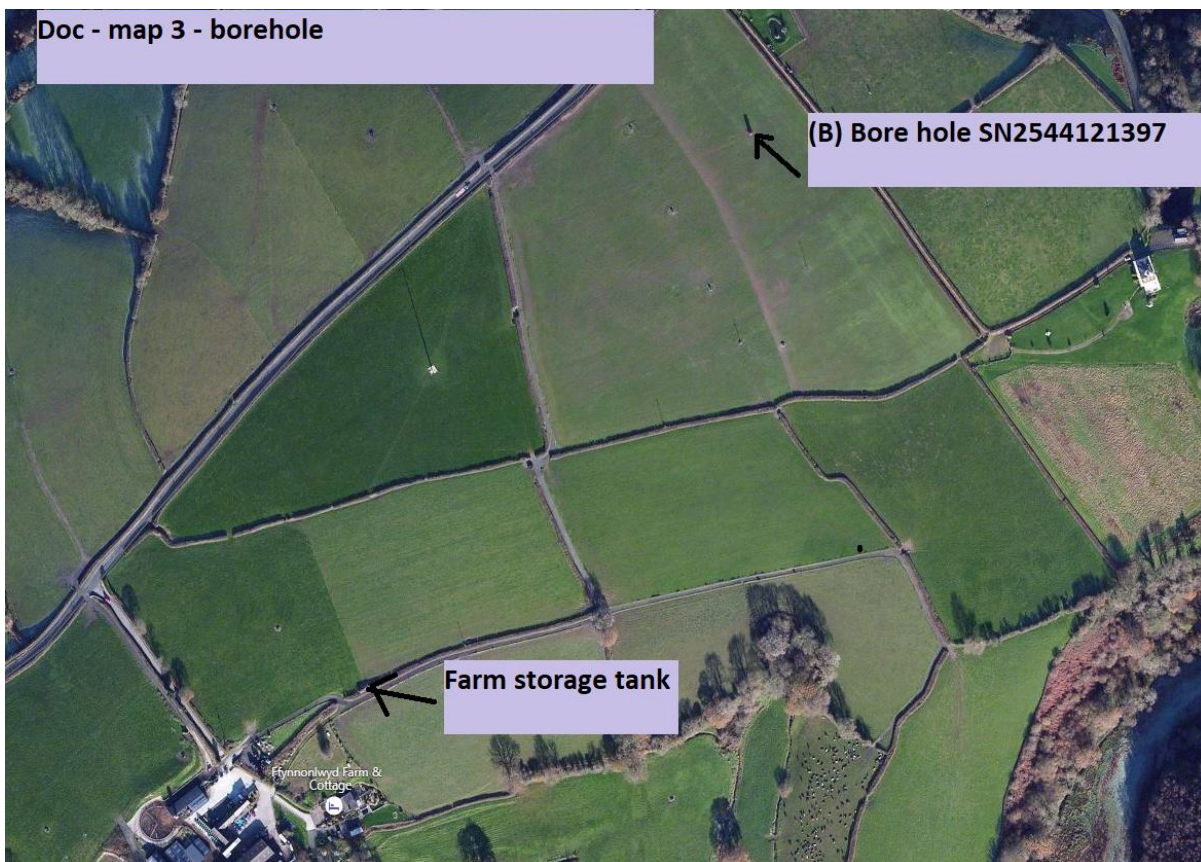 Doc - map 3 - borehole
(B) Bore hole SN2544121397
Farm storage tank
Ffynnonlwyd Farm &
Cottage